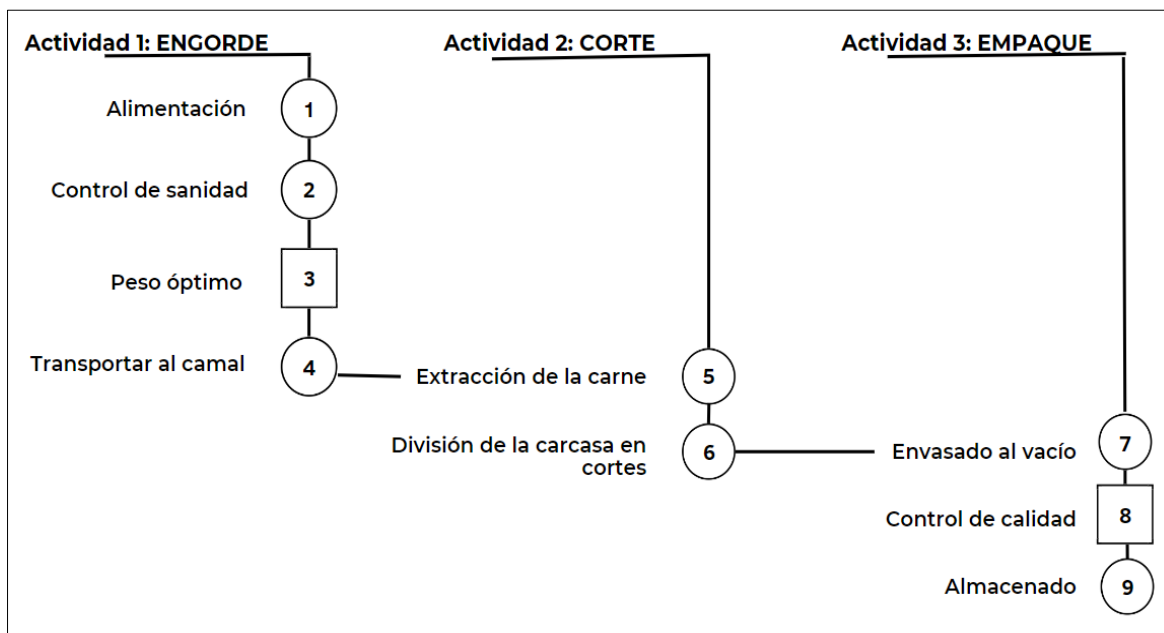 Actividad 1: ENGORDE
Alimentación
1
Control de sanidad
2
Peso óptimo
3
Transportar al camal
4
Actividad 2: CORTE
Extracción de la carne
5
División de la carcasa en
cortes
6
Actividad 3: EMPAQUE
Envasado al vacío
7
Control de calidad
8
Almacenado
9